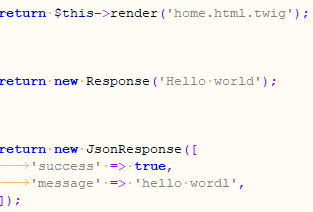 return $this->render('home.html.twig');
return new Response('Hello world');
return new JsonResponse([
'success' => true,
'message' => 'hello wordl',
]);